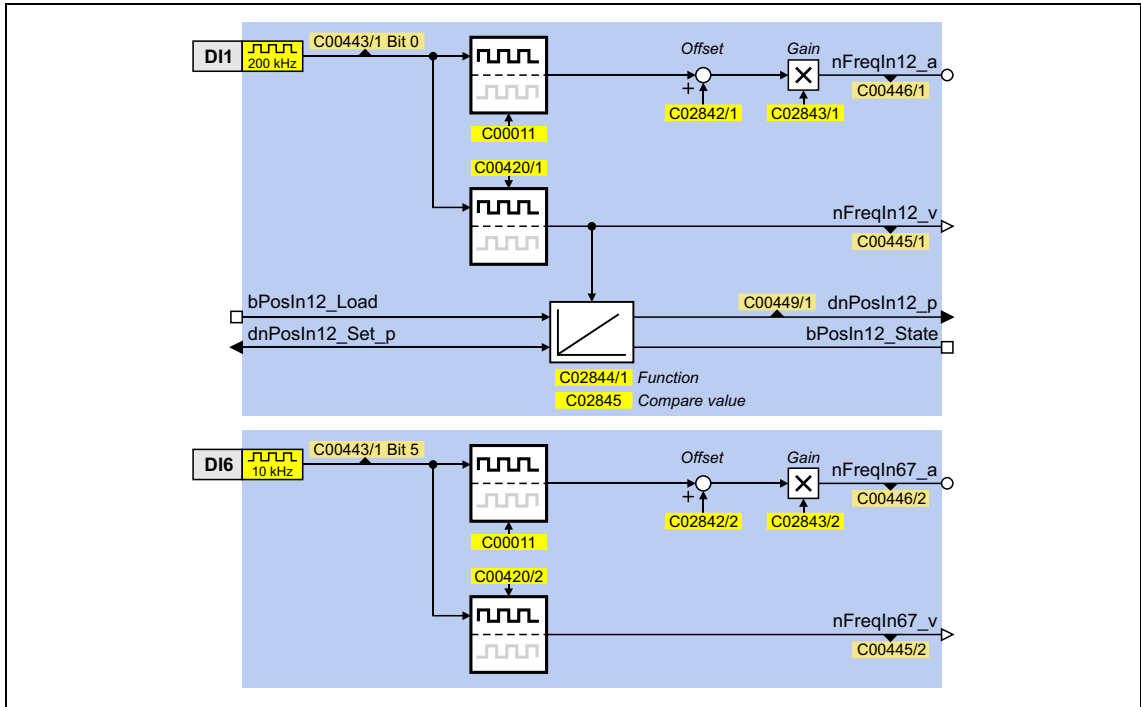 DI1
200 kHz
C00443/1 Bit 0
Offset
Gain
nFreqIn12_a
+
C00446/1
C02842/1
C02843/1
C00011
C00420/1
nFreqIn12_v
C00445/1
bPosIn12_Load
C00449/1
dnPosIn12_p
dnPosIn12_Set_p
bPosIn12_State
C02844/1 Function
C02845 Compare value
DI6
10 kHz
C00443/1 Bit 5
Offset
Gain
nFreqIn67_a
+
C00446/2
C02842/2
C02843/2
C00011
C00420/2
nFreqIn67_v
C00445/2